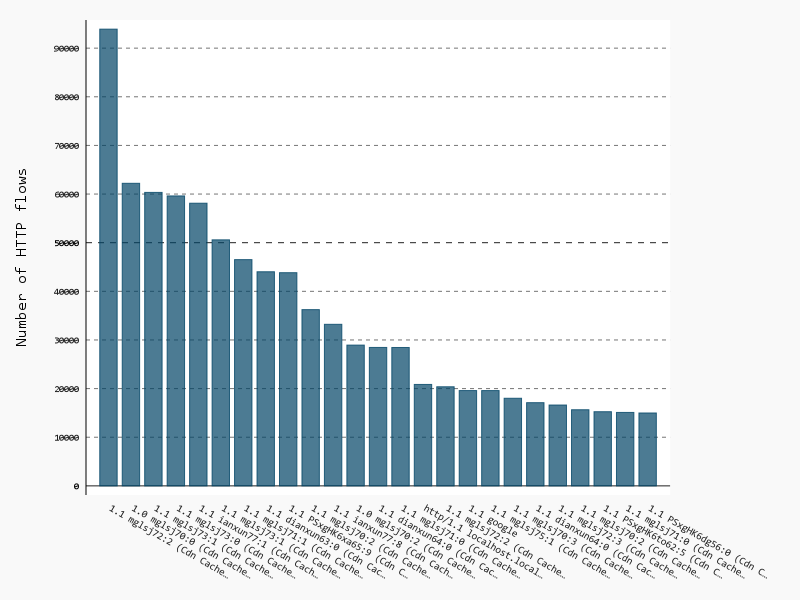 Number of HTTP flows
90000
80000
70000
60000
50000
40000
30000
20000
10000
0
1.1 mglsj72:2 (Cdn Cache…
1.0 mglsj70:0 (Cdn Cache…
1.1 mglsj73:1 (Cdn Cache…
1.1 mglsj73:0 (Cdn Cache…
1.1 ianxun77:1 (Cdn Cach…
1.1 mglsj73:1 (Cdn Cache…
1.1 mglsj71:1 (Cdn Cache…
1.1 dianxun63:0 (Cdn Cac…
1.1 PSxgHK6xa65:9 (Cdn C…
1.1 mglsj70:2 (Cdn Cache…
1.1 ianxun77:8 (Cdn Cach…
1.0 mglsj70:2 (Cdn Cache…
1.1 dianxun64:0 (Cdn Cac…
1.1 mglsj71:0 (Cdn Cache…
http/1.1 localhost.local…
1.1 mglsj72:2 (Cdn Cache…
1.1 google
1.1 mglsj75:1 (Cdn Cache…
1.1 mglsj70:3 (Cdn Cache…
1.1 dianxun64:0 (Cdn Cac…
1.1 mglsj72:3 (Cdn Cache…
1.1 mglsj70:2 (Cdn Cache…
1.1 PSxgHK6to62:5 (Cdn C…
1.1 mglsj71:0 (Cdn Cache…
1.1 PSxgHK6dg56:0 (Cdn C…